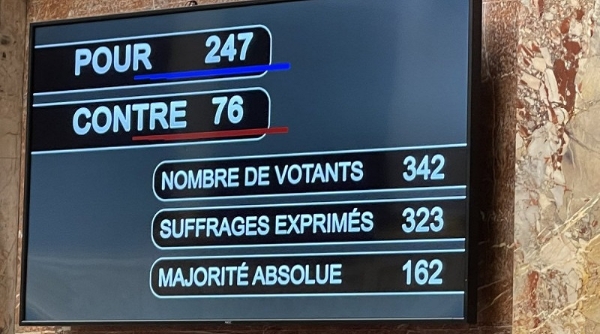 POUR 247
CONTRE 76
NOMBRE DE VOTANTS 342
SUFFRAGES EXPRIMÉS 323
MAJORITÉ ABSOLUE 162